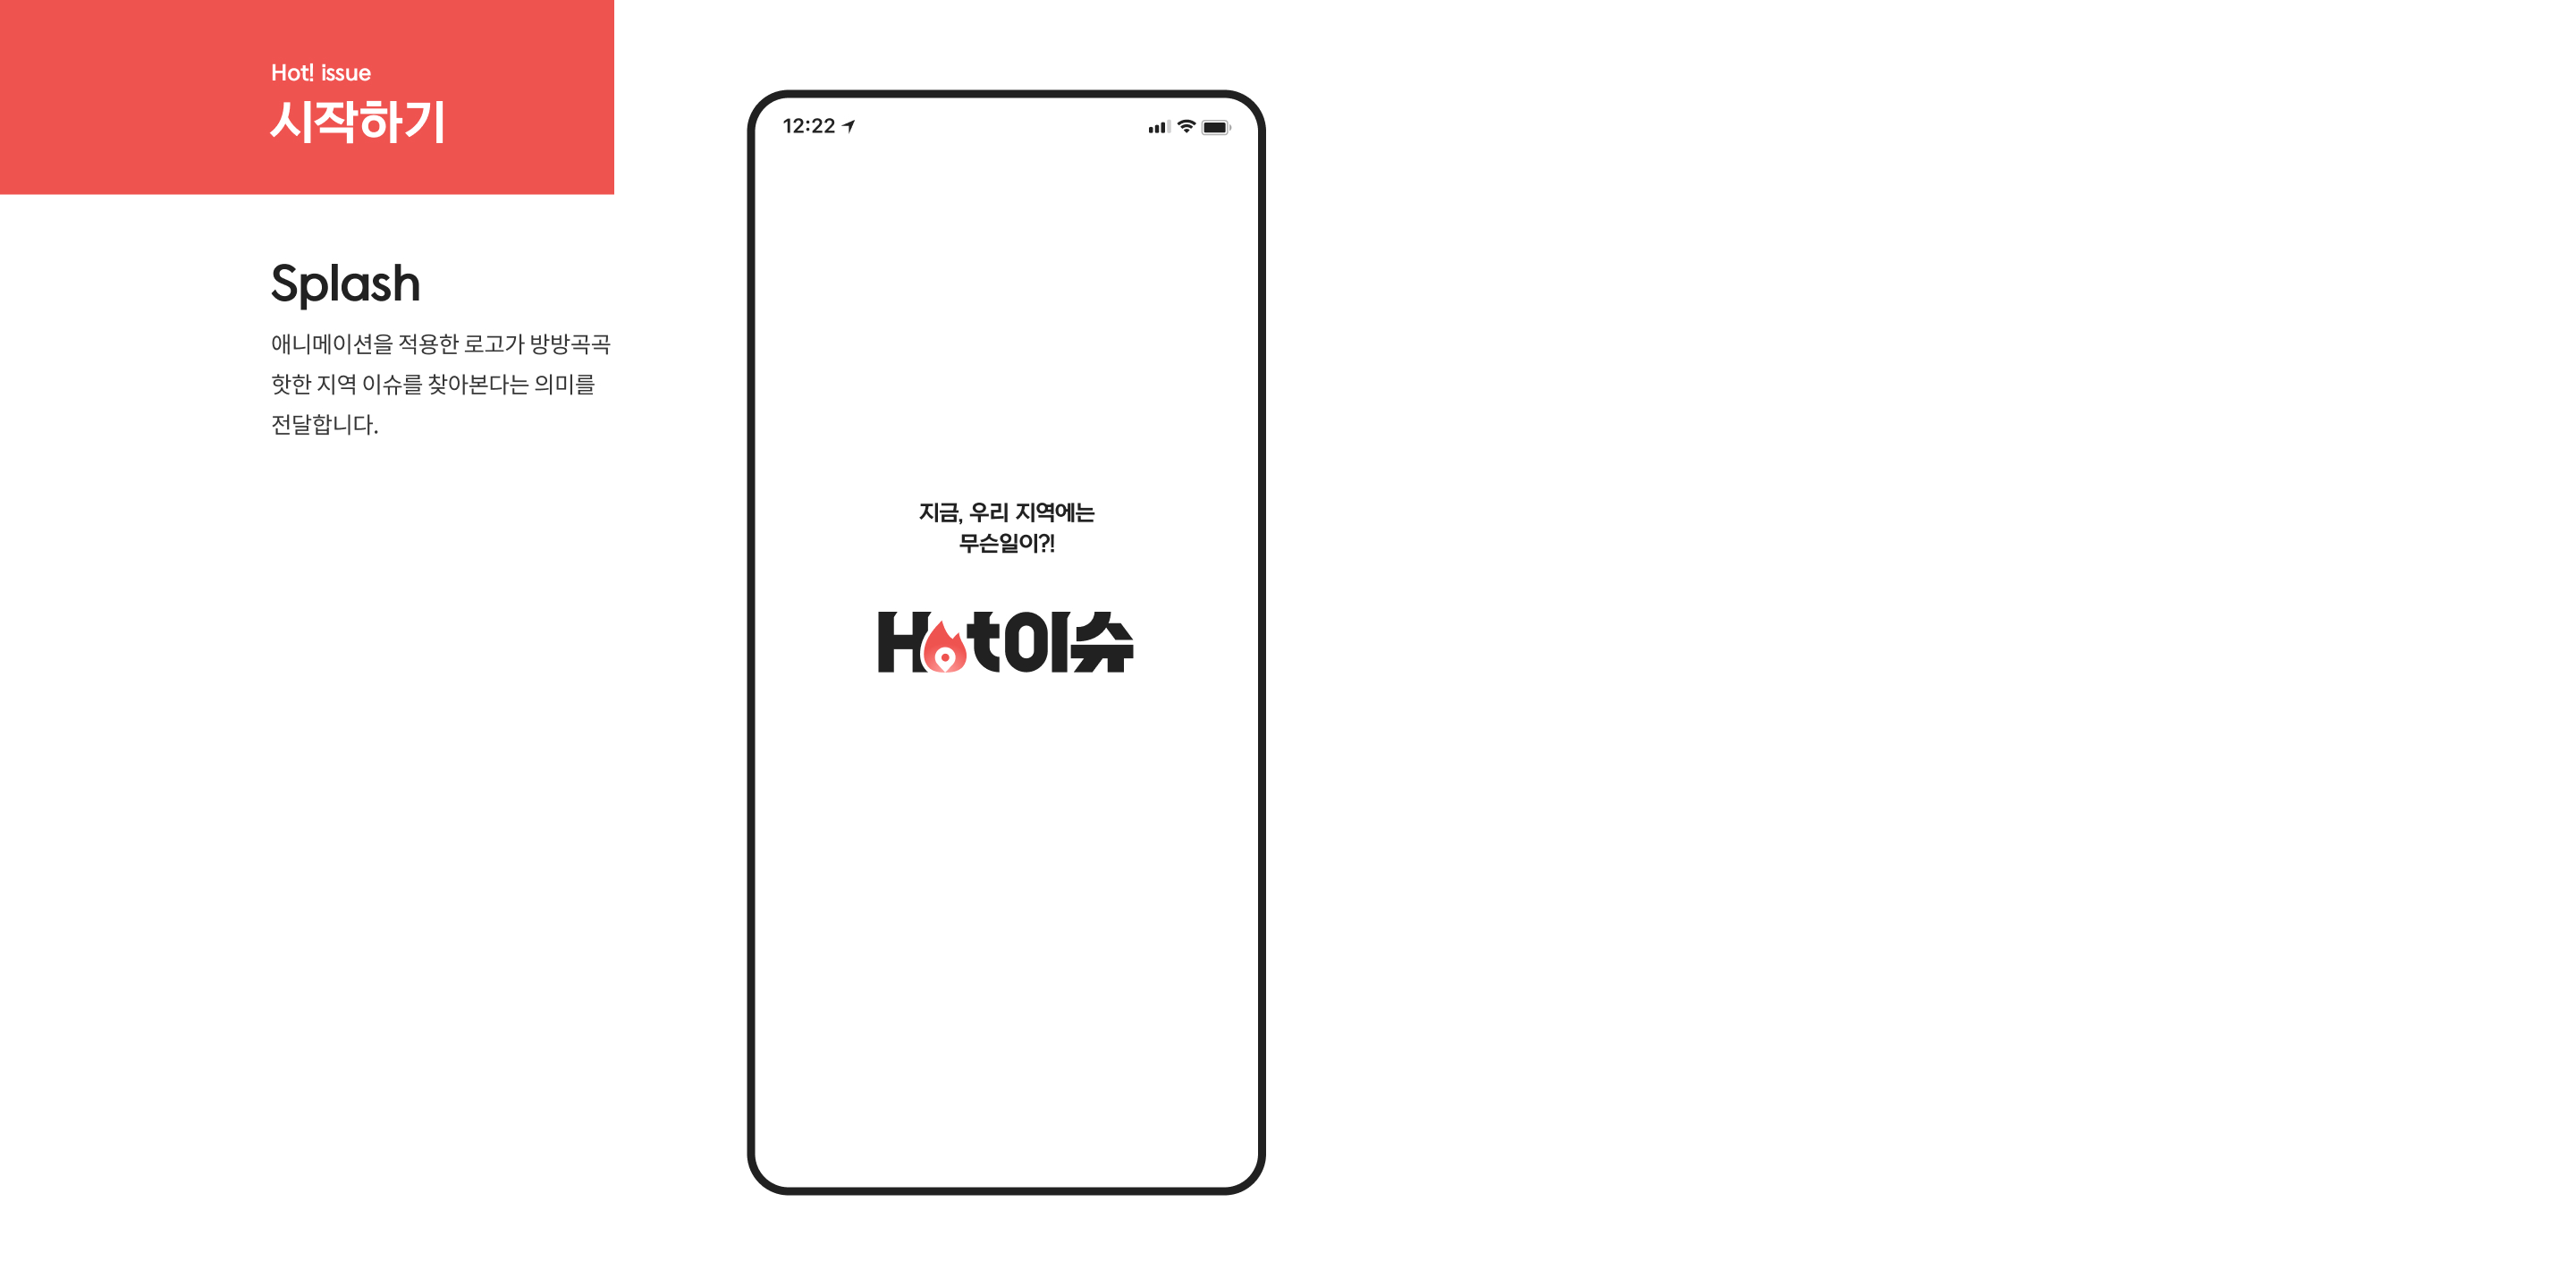 Hot! issue
시작하기
Splash
애니메이션을 적용한 로고가 방방곡곡
핫한 지역 이슈를 찾아본다는 의미를
전달합니다.
12:22
지금, 우리 지역에는
무슨일이?!
Hot이슈